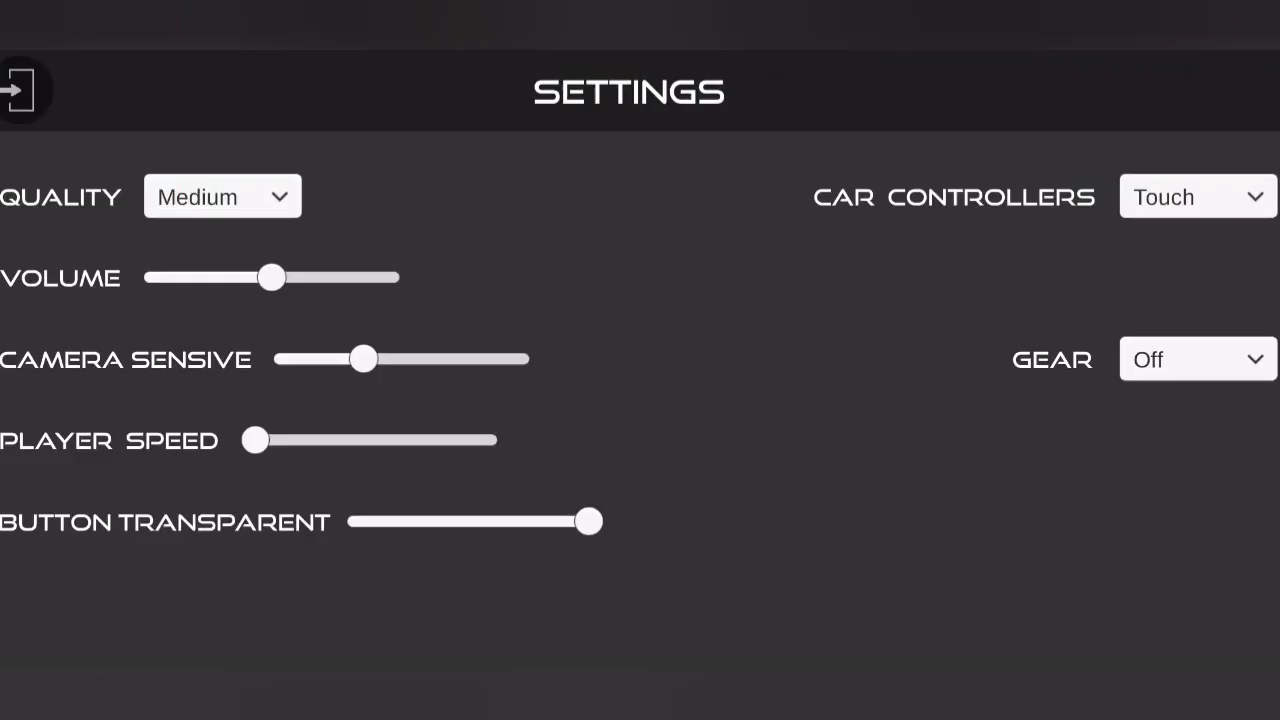 SETTINGS
QUALITY Medium CAR CONTROLLERS Touch
VOLUME
CAMERA SENSIVE GEAR Off
PLAYER SPEED
BUTTON TRANSPARENT